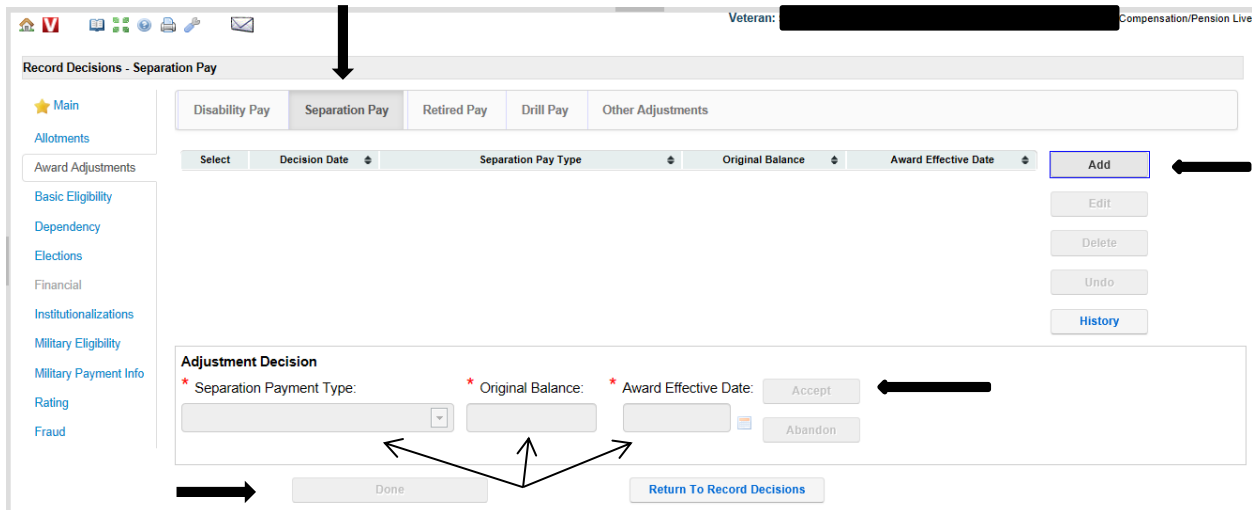 Veteran:
Compensation/Pension Live
Record Decisions - Separation Pay
Main
Allotments
Award Adjustments
Basic Eligibility
Dependency
Elections
Financial
Institutionalizations
Military Eligibility
Military Payment Info
Rating
Fraud
Disability Pay Separation Pay Retired Pay Drill Pay Other Adjustments
Select Decision Date Separation Pay Type Original Balance Award Effective Date
Add
Edit
Delete
Undo
History
Adjustment Decision
* Separation Payment Type: * Original Balance: * Award Effective Date:
Accept
Abandon
Done Return To Record Decisions